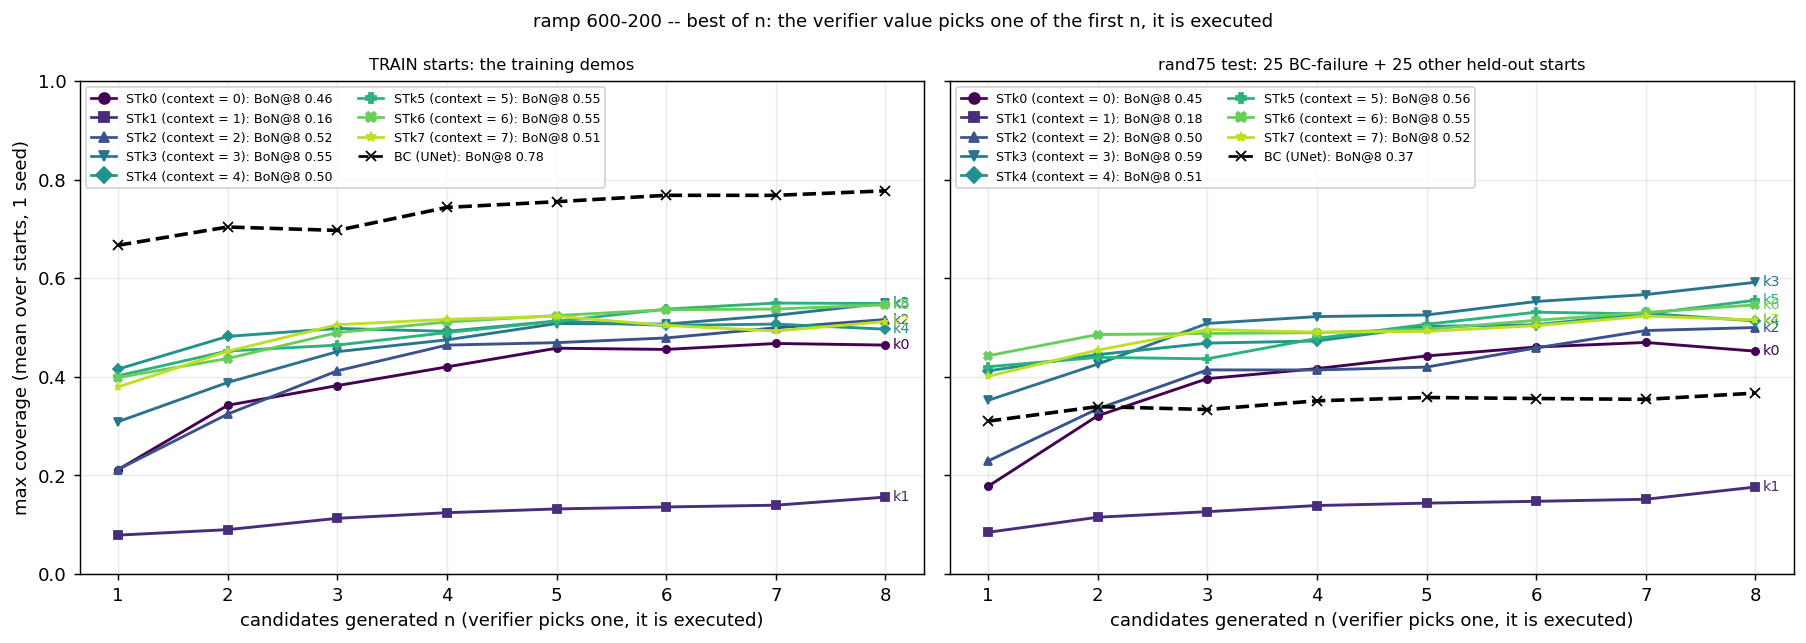 ramp 600-200 -- best of n: the verifier value picks one of the first n, it is executed
TRAIN starts: the training demos
max coverage (mean over starts, 1 seed)
1.0
0.8
0.6
0.4
0.2
0.0
STk0 (context = 0): BoN@8 0.46
STk1 (context = 1): BoN@8 0.16
STk2 (context = 2): BoN@8 0.52
STk3 (context = 3): BoN@8 0.55
STk4 (context = 4): BoN@8 0.50
STk5 (context = 5): BoN@8 0.55
STk6 (context = 6): BoN@8 0.55
STk7 (context = 7): BoN@8 0.51
BC (UNet): BoN@8 0.78
k2
k4
k0
k1
1 2 3 4 5 6 7 8
candidates generated n (verifier picks one, it is executed)
rand75 test: 25 BC-failure + 25 other held-out starts
STk0 (context = 0): BoN@8 0.45
STk1 (context = 1): BoN@8 0.18
STk2 (context = 2): BoN@8 0.50
STk3 (context = 3): BoN@8 0.59
STk4 (context = 4): BoN@8 0.51
STk5 (context = 5): BoN@8 0.56
STk6 (context = 6): BoN@8 0.55
STk7 (context = 7): BoN@8 0.52
BC (UNet): BoN@8 0.37
k3
k5
k6
k2
k0
k1
1 2 3 4 5 6 7 8
candidates generated n (verifier picks one, it is executed)